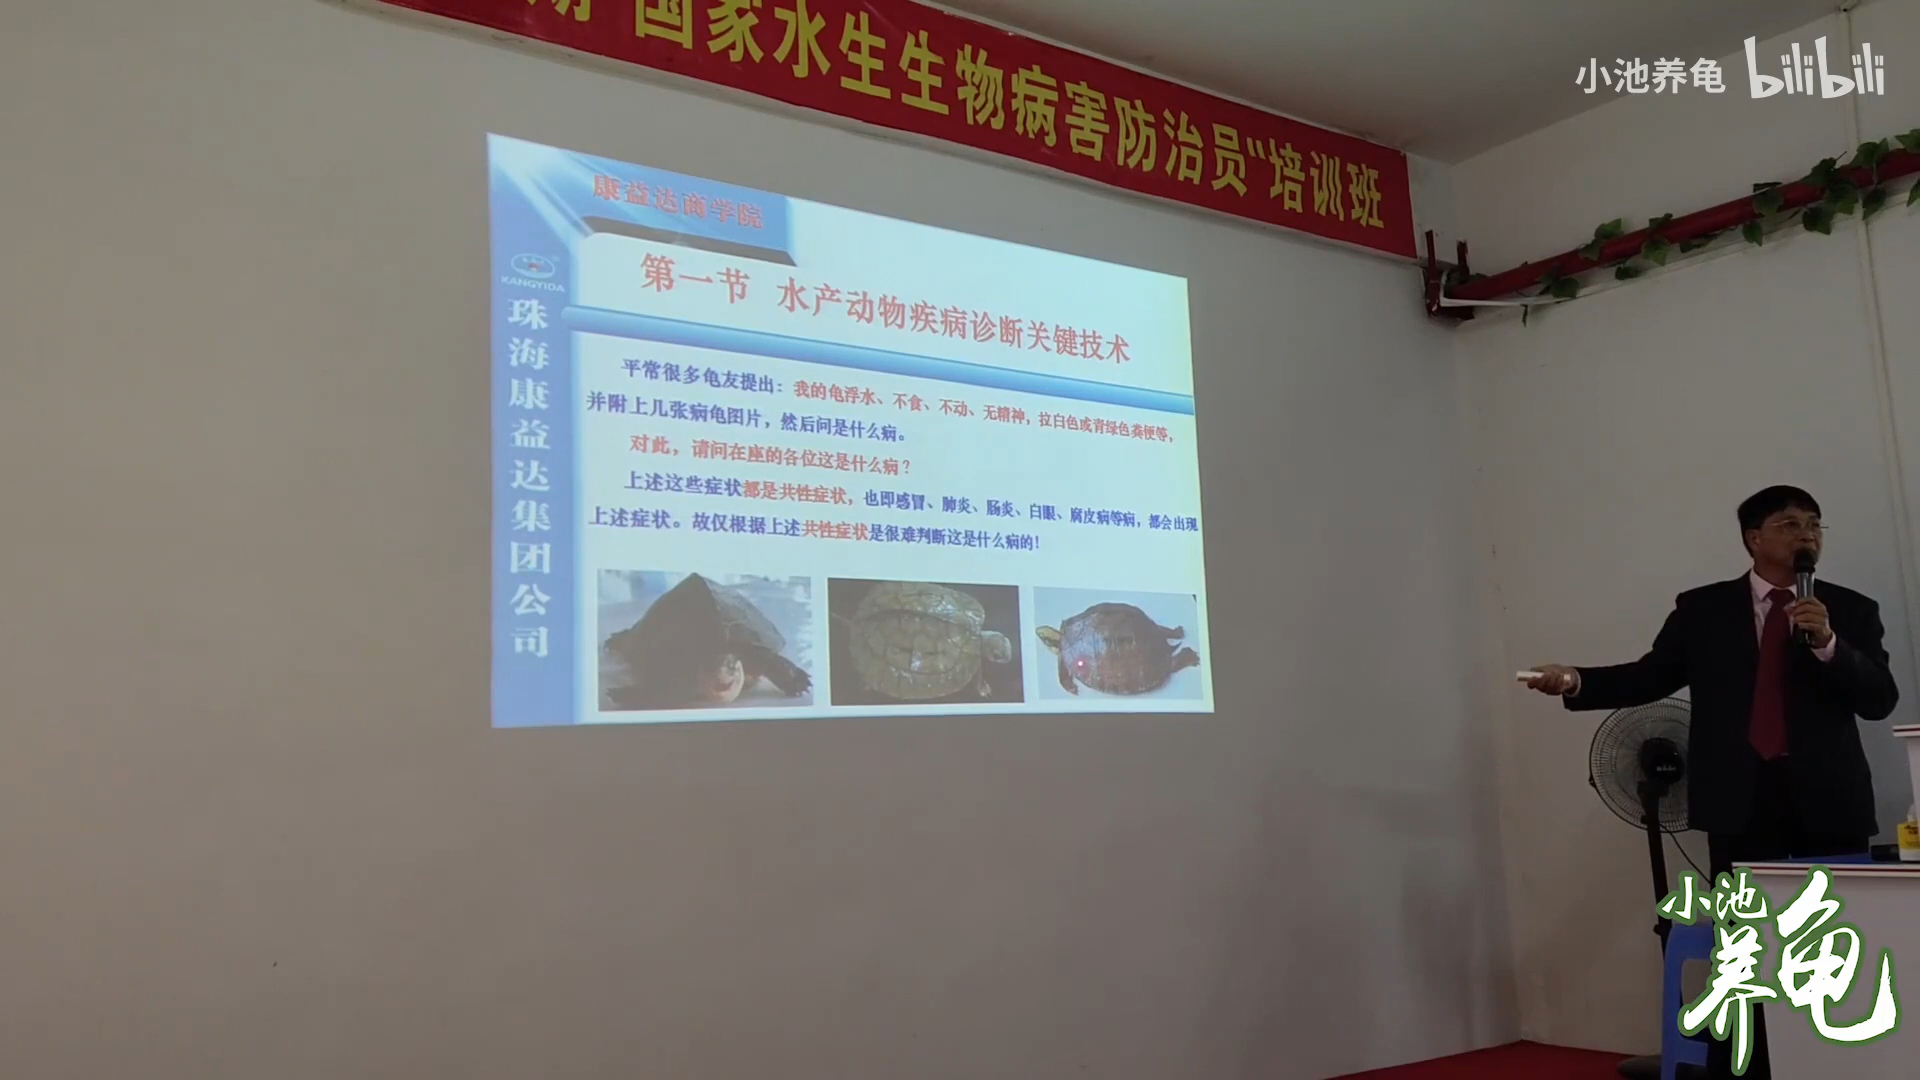 国家水生生物病害防治员"培训班
小池养龟 bilibili
康益达商学院
KANGYIDA
珠海康益达集团公司
第一节 水产动物疾病诊断关键技术
平常很多龟友提出：我的龟浮水、不食、不动、无精神，拉白色或青绿色粪便等，
并附上几张病龟图片，然后问是什么病。
对此，请问在座的各位这是什么病？
上述这些症状都是共性症状，也即感冒、肺炎、肠炎、白眼、腐皮病等病，都会出现
上述症状。故仅根据上述共性症状是很难判断这是什么病的！
小池
养龟